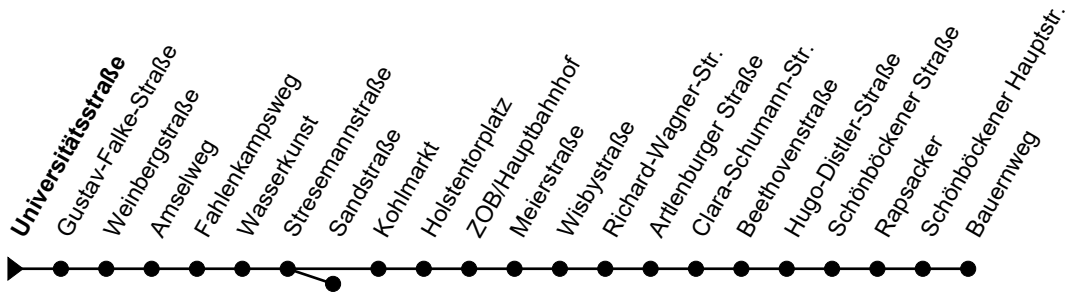 Universitätsstraße
Gustav-Falke-Straße
Weinbergstraße
Amselweg
Fahlenkampsweg
Wasserkunst
Stresemannstraße
Sandstraße
Kohlmarkt
Holstentorplatz
ZOB/Hauptbahnhof
Meierstraße
Wisbystraße
Richard-Wagner-Str.
Artlenburger Straße
Clara-Schumann-Str.
Beethovenstraße
Hugo-Distler-Straße
Schönböckener Straße
Rapsacker
Schönböckener Hauptstr.
Bauernweg